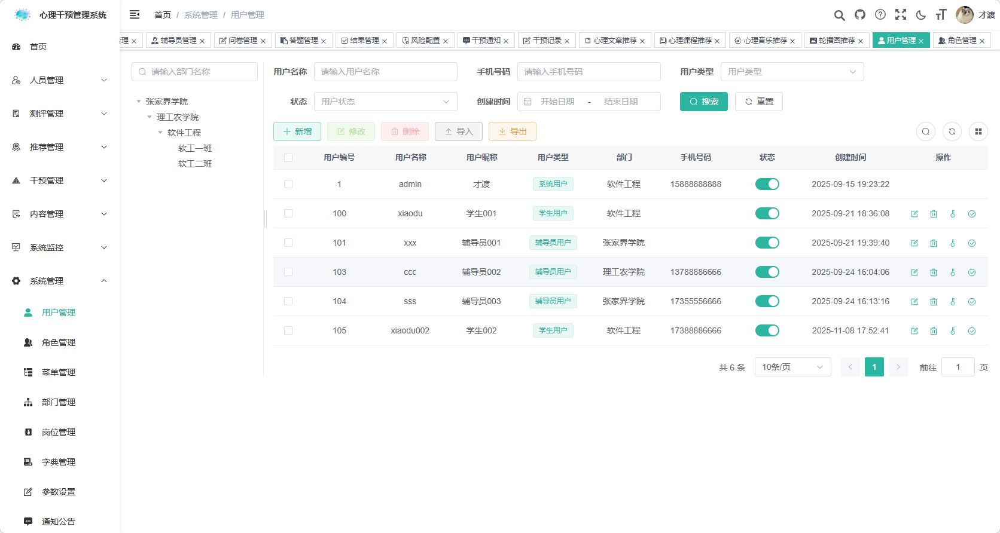 心理干预管理系统
首页 / 系统管理 / 用户管理
才渡
管理
辅导员管理
问卷管理
答题管理
结果管理
风险配置
干预通知
干预记录
心理文章推荐
心理课程推荐
心理音乐推荐
轮播图推荐
用户管理
角色管理
首页
人员管理
测评管理
推荐管理
干预管理
内容管理
系统监控
系统管理
用户管理
角色管理
菜单管理
部门管理
岗位管理
字典管理
参数设置
通知公告
请输入部门名称
张家界学院
理工农学院
软件工程
软工一班
软工二班
用户名称 请输入用户名称 手机号码 请输入手机号码 用户类型 用户类型
状态 用户状态 创建时间 开始日期 - 结束日期 搜索 重置
新增 修改 删除 导入 导出
用户编号 用户名称 用户昵称 用户类型 部门 手机号码 状态 创建时间 操作
1 admin 才渡 系统用户 软件工程 15888888888 2025-09-15 19:23:22
100 xiaodu 学生001 学生用户 软件工程 2025-09-21 18:36:08
101 xxx 辅导员001 辅导员用户 张家界学院 2025-09-21 19:39:40
103 ccc 辅导员002 辅导员用户 理工农学院 13788886666 2025-09-24 16:04:06
104 sss 辅导员003 辅导员用户 张家界学院 17355556666 2025-09-24 16:13:16
105 xiaodu002 学生002 学生用户 软件工程 17388886666 2025-11-08 17:52:41
共 6 条 10条/页 1 前往 1 页